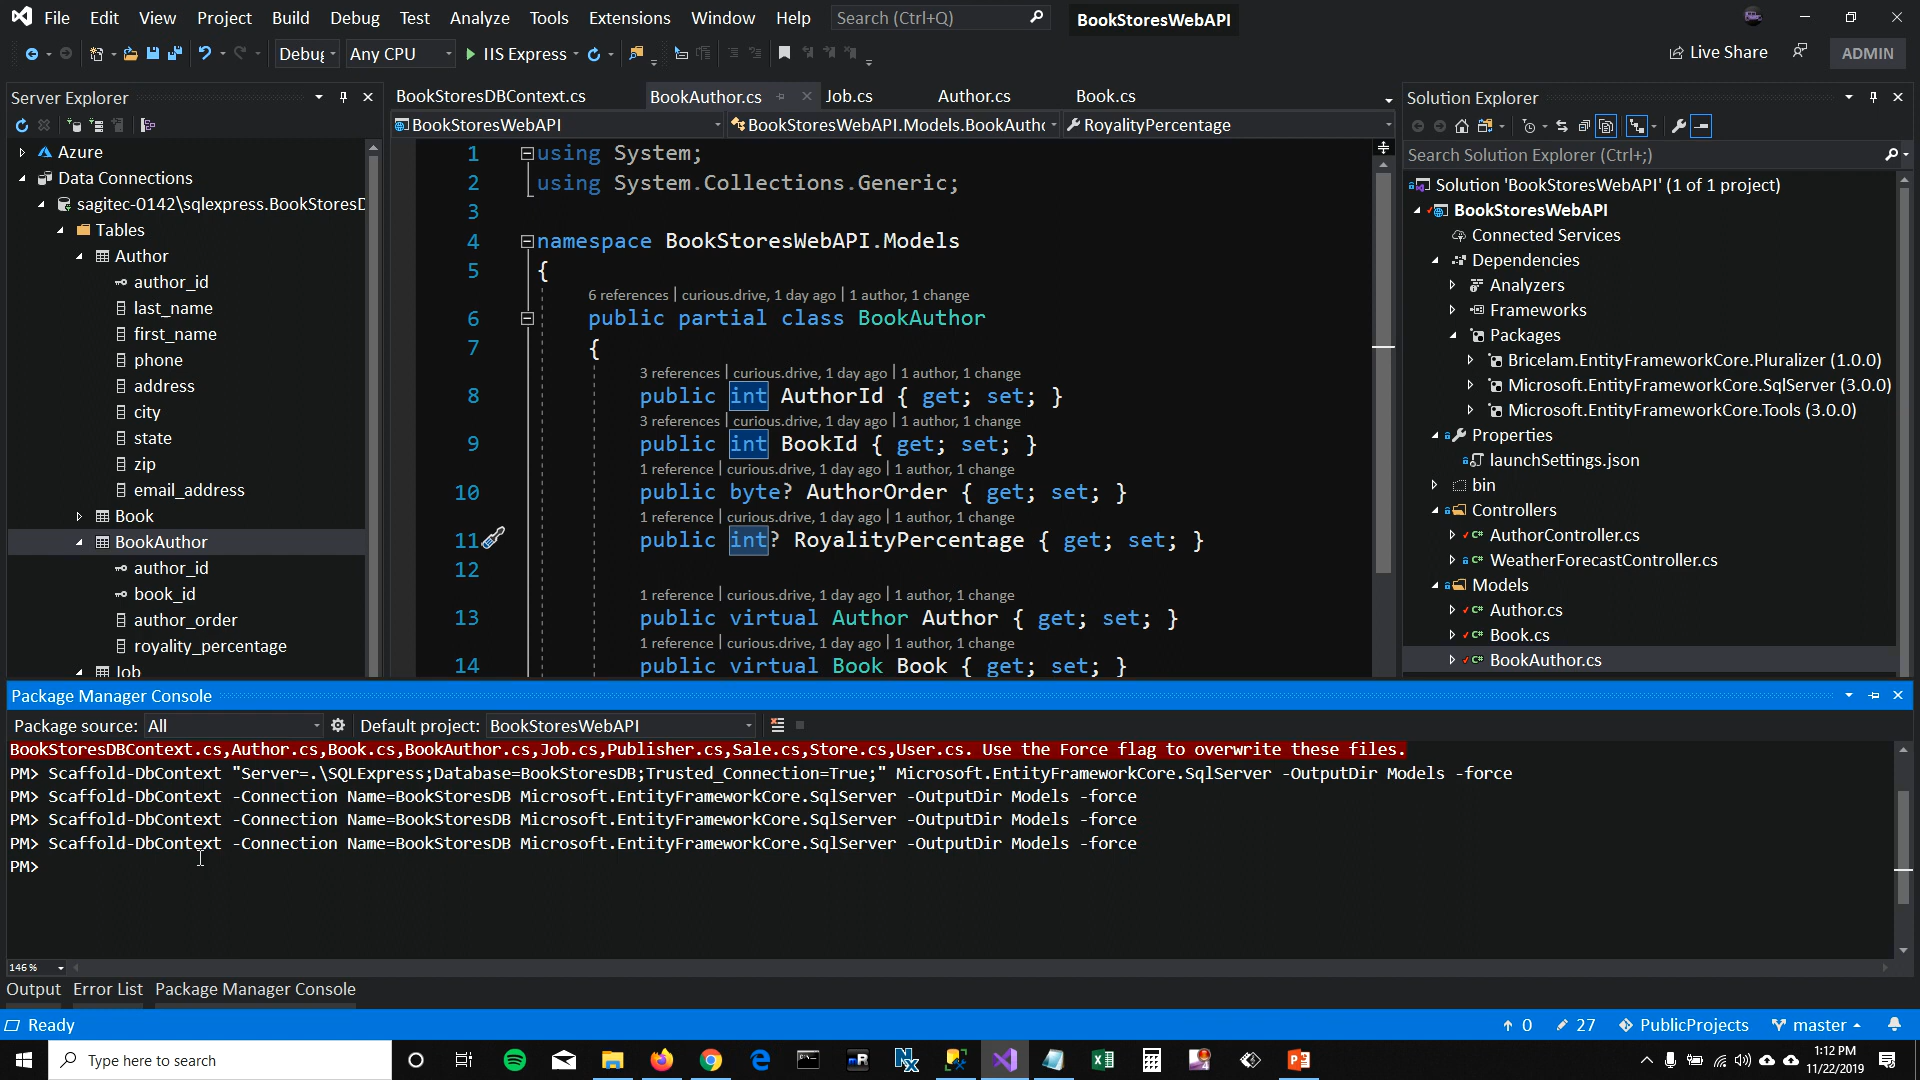 File Edit View Project Build Debug Test Analyze Tools Extensions Window Help Search (Ctrl+Q) BookStoresWebAPI
Debug Any CPU IIS Express Live Share ADMIN
Server Explorer
Azure
Data Connections
sagitec-0142\sqlexpress.BookStoresD
Tables
Author
author_id
last_name
first_name
phone
address
city
state
zip
email_address
Book
BookAuthor
author_id
book_id
author_order
royality_percentage
Job
BookStoresDBContext.cs BookAuthor.cs Job.cs Author.cs Book.cs
BookStoresWebAPI BookStoresWebAPI.Models.BookAuthc RoyalityPercentage
1 using System;
2 using System.Collections.Generic;
3
4 namespace BookStoresWebAPI.Models
5 {
6 references | curious.drive, 1 day ago | 1 author, 1 change
6 public partial class BookAuthor
7 {
3 references | curious.drive, 1 day ago | 1 author, 1 change
8 public int AuthorId { get; set; }
3 references | curious.drive, 1 day ago | 1 author, 1 change
9 public int BookId { get; set; }
1 reference | curious.drive, 1 day ago | 1 author, 1 change
10 public byte? AuthorOrder { get; set; }
1 reference | curious.drive, 1 day ago | 1 author, 1 change
11 public int? RoyalityPercentage { get; set; }
12
1 reference | curious.drive, 1 day ago | 1 author, 1 change
13 public virtual Author Author { get; set; }
1 reference | curious.drive, 1 day ago | 1 author, 1 change
14 public virtual Book Book { get; set; }
Solution Explorer
Search Solution Explorer (Ctrl+;)
Solution 'BookStoresWebAPI' (1 of 1 project)
BookStoresWebAPI
Connected Services
Dependencies
Analyzers
Frameworks
Packages
Bricelam.EntityFrameworkCore.Pluralizer (1.0.0)
Microsoft.EntityFrameworkCore.SqlServer (3.0.0)
Microsoft.EntityFrameworkCore.Tools (3.0.0)
Properties
launchSettings.json
bin
Controllers
AuthorController.cs
WeatherForecastController.cs
Models
Author.cs
Book.cs
BookAuthor.cs
Package Manager Console
Package source: All Default project: BookStoresWebAPI
BookStoresDBContext.cs,Author.cs,Book.cs,BookAuthor.cs,Job.cs,Publisher.cs,Sale.cs,Store.cs,User.cs. Use the Force flag to overwrite these files.
PM> Scaffold-DbContext "Server=.\SQLExpress;Database=BookStoresDB;Trusted_Connection=True;" Microsoft.EntityFrameworkCore.SqlServer -OutputDir Models -force
PM> Scaffold-DbContext -Connection Name=BookStoresDB Microsoft.EntityFrameworkCore.SqlServer -OutputDir Models -force
PM> Scaffold-DbContext -Connection Name=BookStoresDB Microsoft.EntityFrameworkCore.SqlServer -OutputDir Models -force
PM> Scaffold-DbContext -Connection Name=BookStoresDB Microsoft.EntityFrameworkCore.SqlServer -OutputDir Models -force
PM>
146 %
Output Error List Package Manager Console
Ready 0 27 PublicProjects master
Type here to search 1:12 PM
11/22/2019